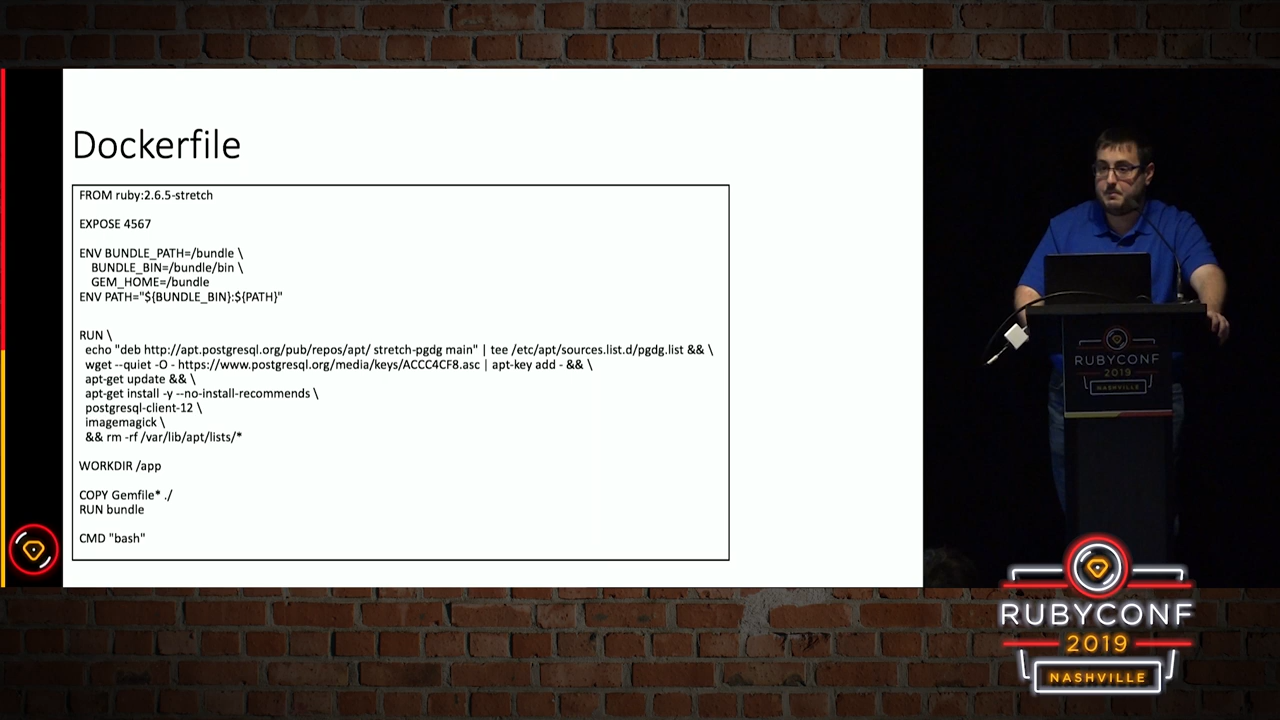 Dockerfile
FROM ruby:2.6.5-stretch
EXPOSE 4567
ENV BUNDLE_PATH=/bundle \
BUNDLE_BIN=/bundle/bin \
GEM_HOME=/bundle
ENV PATH="${BUNDLE_BIN}:${PATH}"
RUN \
echo "deb http://apt.postgresql.org/pub/repos/apt/ stretch-pgdg main" | tee /etc/apt/sources.list.d/pgdg.list && \
wget --quiet -O - https://www.postgresql.org/media/keys/ACCC4CF8.asc | apt-key add - && \
apt-get update && \
apt-get install -y --no-install-recommends \
postgresql-client-12 \
imagemagick \
&& rm -rf /var/lib/apt/lists/*
WORKDIR /app
COPY Gemfile* ./
RUN bundle
CMD "bash"
RUBYCONF
2019
NASHVILLE
RUBYCONF
2019
NASHVILLE